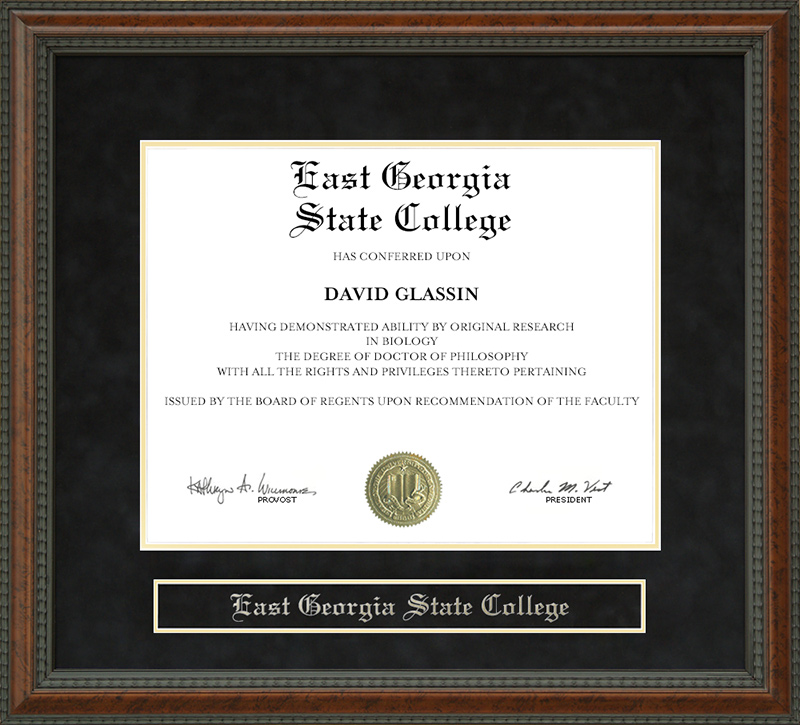 East Georgia
State College
HAS CONFERRED UPON
DAVID GLASSIN
HAVING DEMONSTRATED ABILITY BY ORIGINAL RESEARCH
IN BIOLOGY
THE DEGREE OF DOCTOR OF PHILOSOPHY
WITH ALL THE RIGHTS AND PRIVILEGES THERETO PERTAINING
ISSUED BY THE BOARD OF REGENTS UPON RECOMMENDATION OF THE FACULTY
Charles M. Vest
PROVOST PRESIDENT
East Georgia State College